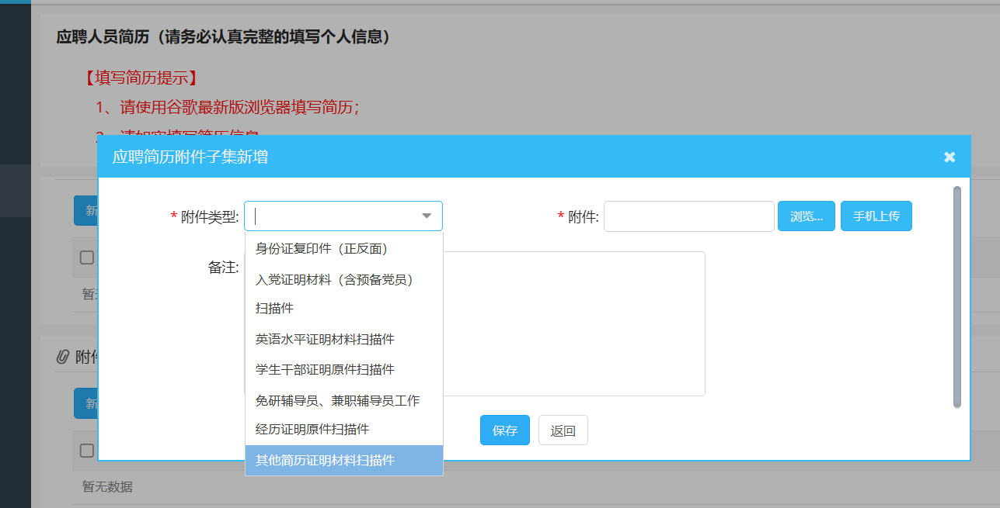 应聘人员简历（请务必认真完整的填写个人信息）
【填写简历提示】
1、请使用谷歌最新版浏览器填写简历；
2、请如实填写简历信息
应聘简历附件子集新增
新
* 附件类型:
* 附件:
浏览...
手机上传
身份证复印件（正反面）
备注:
入党证明材料（含预备党员）
扫描件
暂无
英语水平证明材料扫描件
附件
学生干部证明原件扫描件
新
免研辅导员、兼职辅导员工作
经历证明原件扫描件
保存
返回
其他简历证明材料扫描件
暂无数据